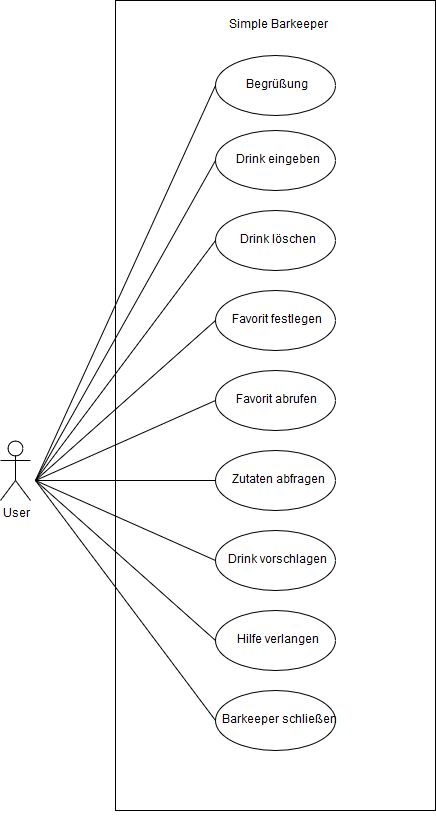 Simple Barkeeper
Begrüßung
Drink eingeben
Drink löschen
Favorit festlegen
Favorit abrufen
Zutaten abfragen
User
Drink vorschlagen
Hilfe verlangen
Barkeeper schließen